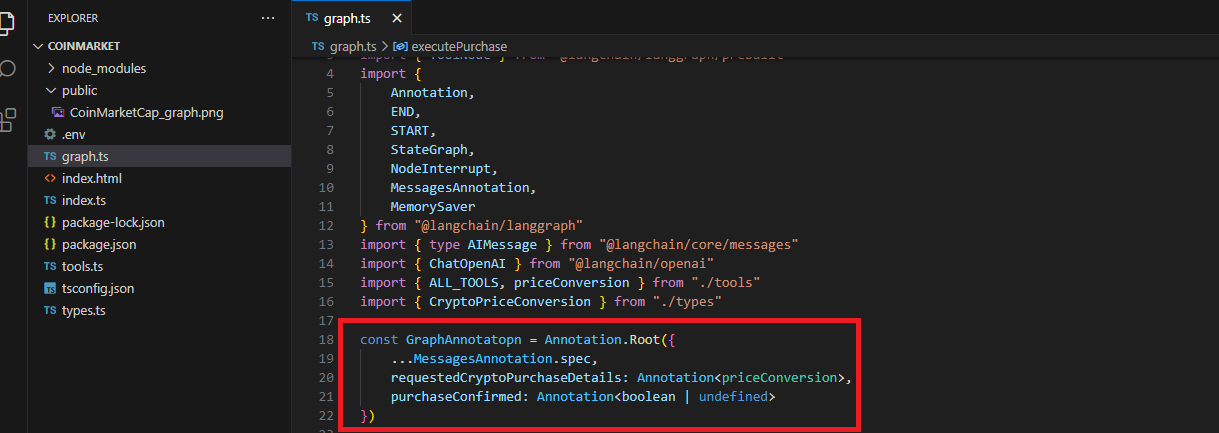 EXPLORER
...
COINMARKET
node_modules
public
CoinMarketCap_graph.png
.env
TS graph.ts
<> index.html
TS index.ts
{} package-lock.json
{} package.json
TS tools.ts
TS tsconfig.json
TS types.ts
TS graph.ts ×
TS graph.ts > executePurchase
4 import {
5 Annotation,
6 END,
7 START,
8 StateGraph,
9 NodeInterrupt,
10 MessagesAnnotation,
11 MemorySaver
12 } from "@langchain/langgraph"
13 import { type AIMessage } from "@langchain/core/messages"
14 import { ChatOpenAI } from "@langchain/openai"
15 import { ALL_TOOLS, priceConversion } from "./tools"
16 import { CryptoPriceConversion } from "./types"
17
18 const GraphAnnotatopn = Annotation.Root({
19 ...MessagesAnnotation.spec,
20 requestedCryptoPurchaseDetails: Annotation<priceConversion>,
21 purchaseConfirmed: Annotation<boolean | undefined>
22 })